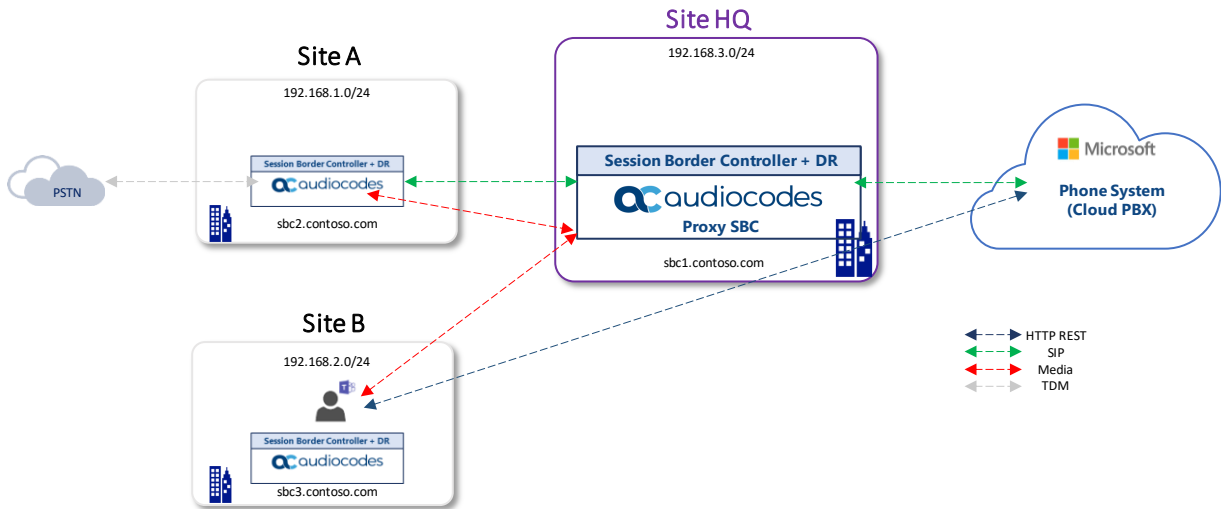 Site HQ
192.168.3.0/24
Session Border Controller + DR
audiocodes
Proxy SBC
sbc1.contoso.com
Site A
192.168.1.0/24
Session Border Controller + DR
audiocodes
sbc2.contoso.com
PSTN
Microsoft
Phone System
(Cloud PBX)
Site B
192.168.2.0/24
T
Session Border Controller + DR
audiocodes
sbc3.contoso.com
HTTP REST
SIP
Media
TDM